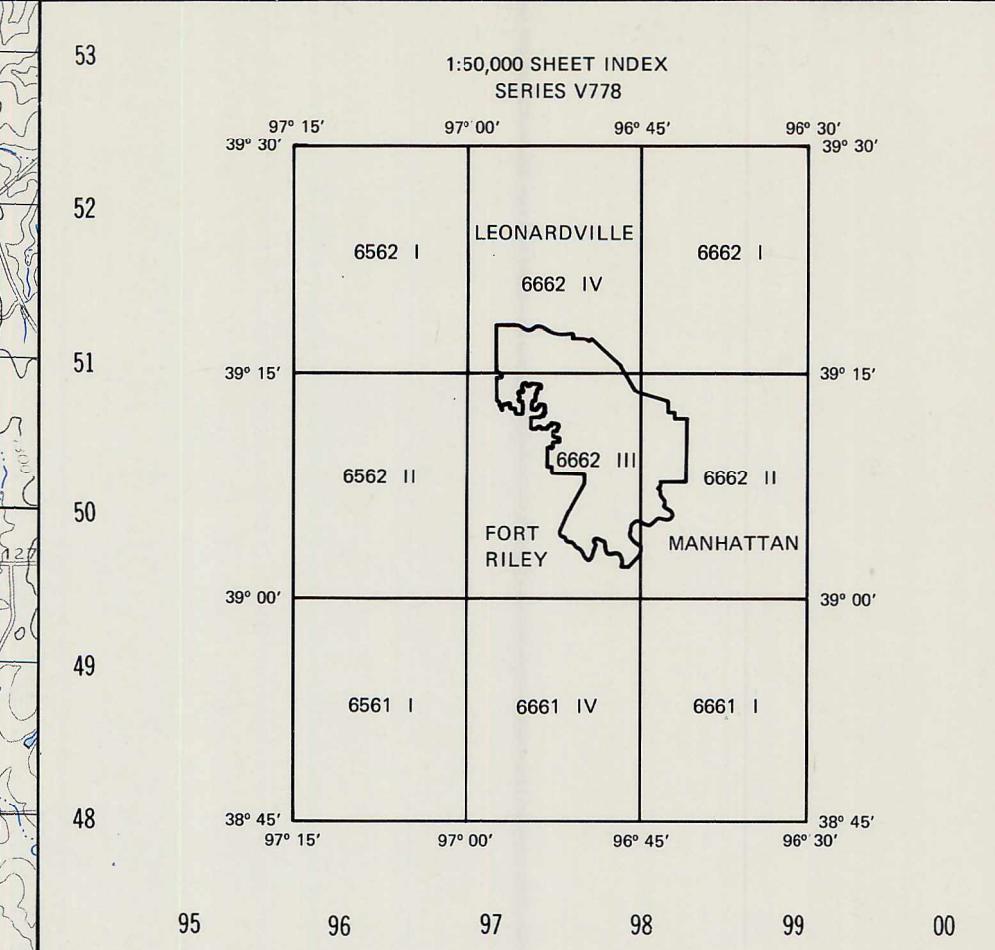 53
1:50,000 SHEET INDEX
SERIES V778
97° 15′ 97° 00′ 96° 45′ 96° 30′
39° 30′ 39° 30′
52
LEONARDVILLE
6562 I 6662 I
6662 IV
51
39° 15′ 39° 15′
6662 III
6562 II 6662 II
50
FORT
RILEY
MANHATTAN
127
39° 00′ 39° 00′
49
6561 I 6661 IV 6661 I
48
38° 45′ 38° 45′
97° 15′ 97° 00′ 96° 45′ 96° 30′
95 96 97 98 99 00